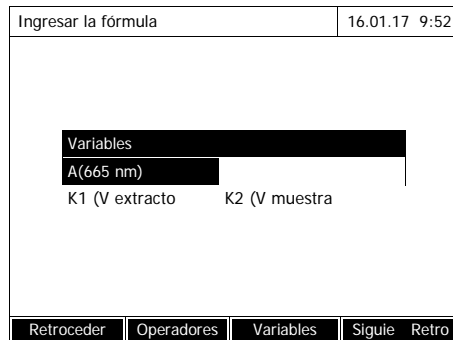 Ingresar la fórmula 16.01.17 9:52
Variables
A(665 nm)
K1 (V extracto K2 (V muestra
Retroceder Operadores Variables Siguie Retro